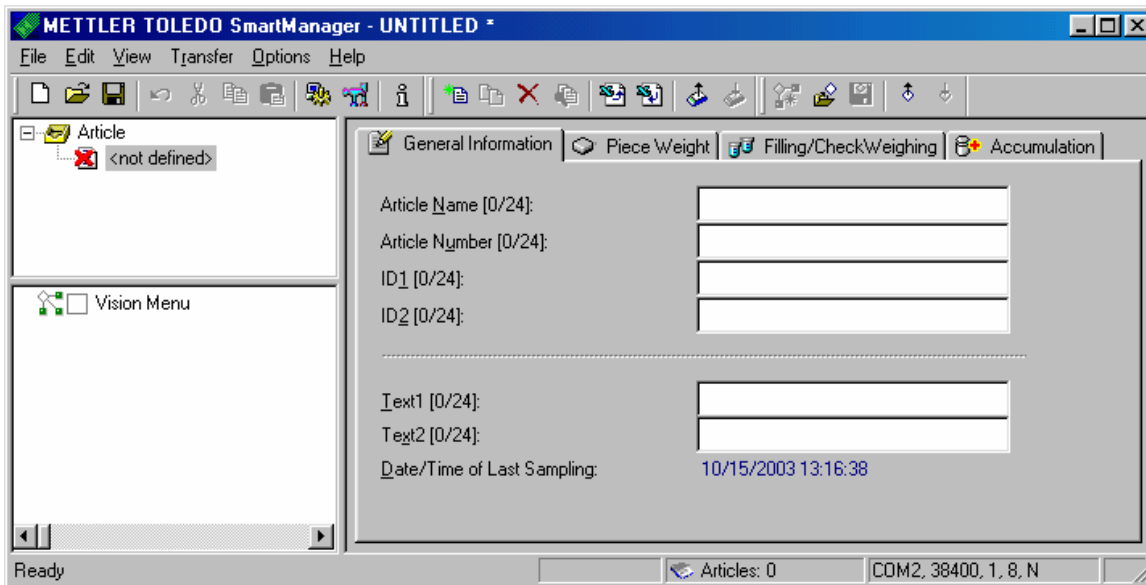 METTLER TOLEDO SmartManager - UNTITLED *
File Edit View Transfer Options Help
Article
<not defined>
Vision Menu
General Information Piece Weight Filling/CheckWeighing Accumulation
Article Name [0/24]:
Article Number [0/24]:
ID1 [0/24]:
ID2 [0/24]:
Text1 [0/24]:
Text2 [0/24]:
Date/Time of Last Sampling: 10/15/2003 13:16:38
Ready Articles: 0 COM2, 38400, 1, 8, N